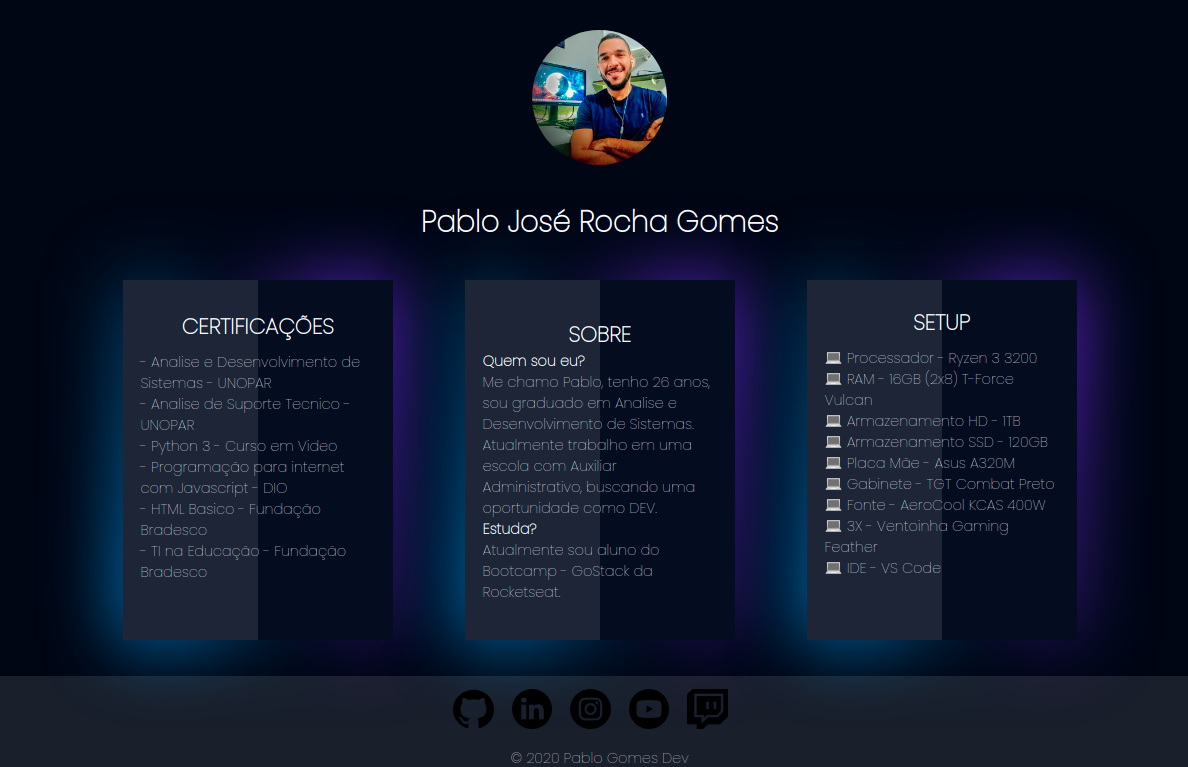 Pablo José Rocha Gomes
CERTIFICAÇÕES
- Analise e Desenvolvimento de
Sistemas - UNOPAR
- Analise de Suporte Tecnico -
UNOPAR
- Python 3 - Curso em Video
- Programação para internet
com Javascript - DIO
- HTML Basico - Fundação
Bradesco
- TI na Educação - Fundação
Bradesco
SOBRE
Quem sou eu?
Me chamo Pablo, tenho 26 anos,
sou graduado em Analise e
Desenvolvimento de Sistemas.
Atualmente trabalho em uma
escola com Auxiliar
Administrativo, buscando uma
oportunidade como DEV.
Estuda?
Atualmente sou aluno do
Bootcamp - GoStack da
Rocketseat.
SETUP
💻 Processador - Ryzen 3 3200
💻 RAM - 16GB (2x8) T-Force
Vulcan
💻 Armazenamento HD - 1TB
💻 Armazenamento SSD - 120GB
💻 Placa Mãe - Asus A320M
💻 Gabinete - TGT Combat Preto
💻 Fonte - AeroCool KCAS 400W
💻 3X - Ventoinha Gaming
Feather
💻 IDE - VS Code
in
© 2020 Pablo Gomes Dev